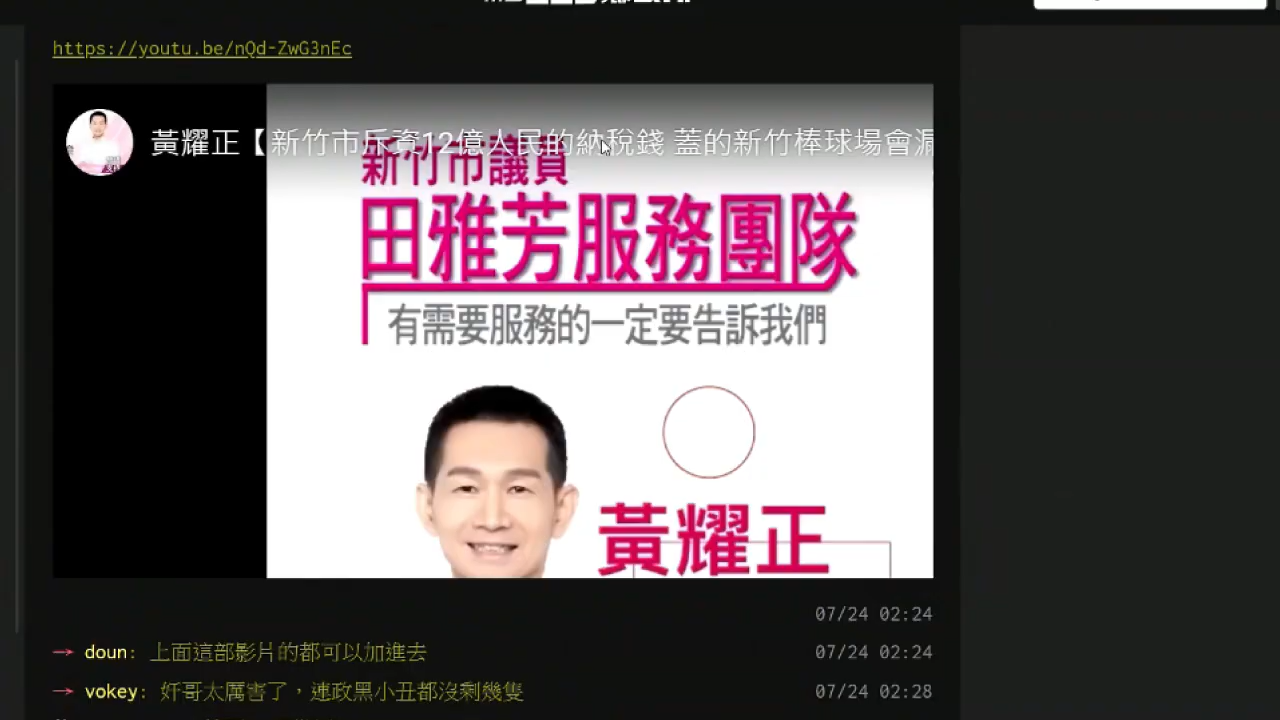 https://youtu.be/nQd-ZwG3nEc
黃耀正【新竹市斥資12億人民的納稅錢 蓋的新竹棒球場會漏
新竹市議員
田雅芳服務團隊
有需要服務的一定要告訴我們
黃耀正
07/24 02:24
→ doun: 上面這部影片的都可以加進去 07/24 02:24
→ vokey: 奸哥太厲害了，連政黑小丑都沒剩幾隻 07/24 02:28